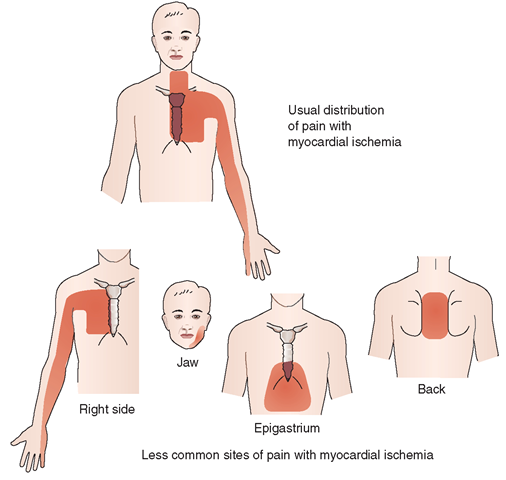 Usual distribution
of pain with
myocardial ischemia
Right side
Jaw
Epigastrium
Back
Less common sites of pain with myocardial ischemia